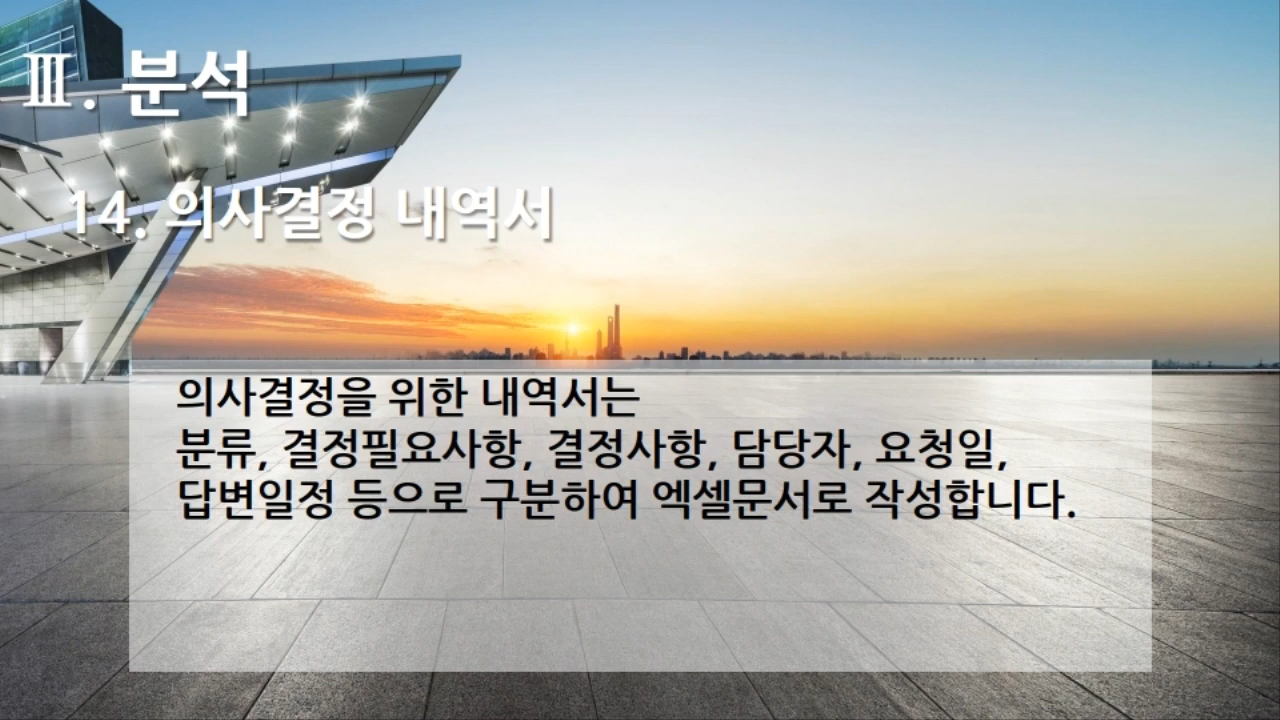 Ⅲ. 분석
14. 의사결정 내역서
의사결정을 위한 내역서는
분류, 결정필요사항, 결정사항, 담당자, 요청일,
답변일정 등으로 구분하여 엑셀문서로 작성합니다.